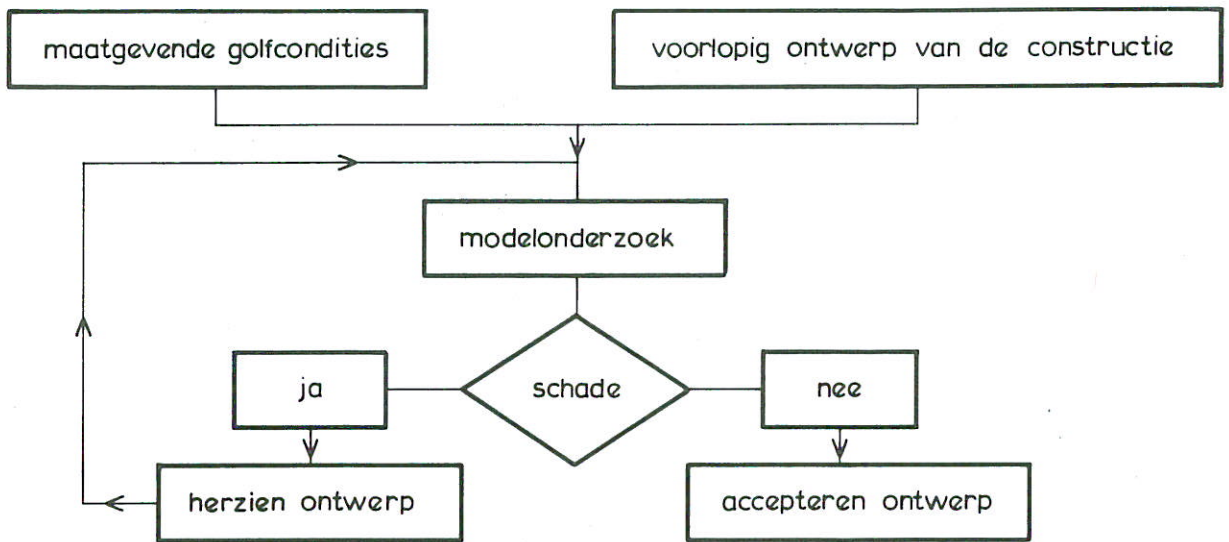 maatgevende golfcondities
voorlopig ontwerp van de constructie
modelonderzoek
ja
schade
nee
herzien ontwerp
accepteren ontwerp